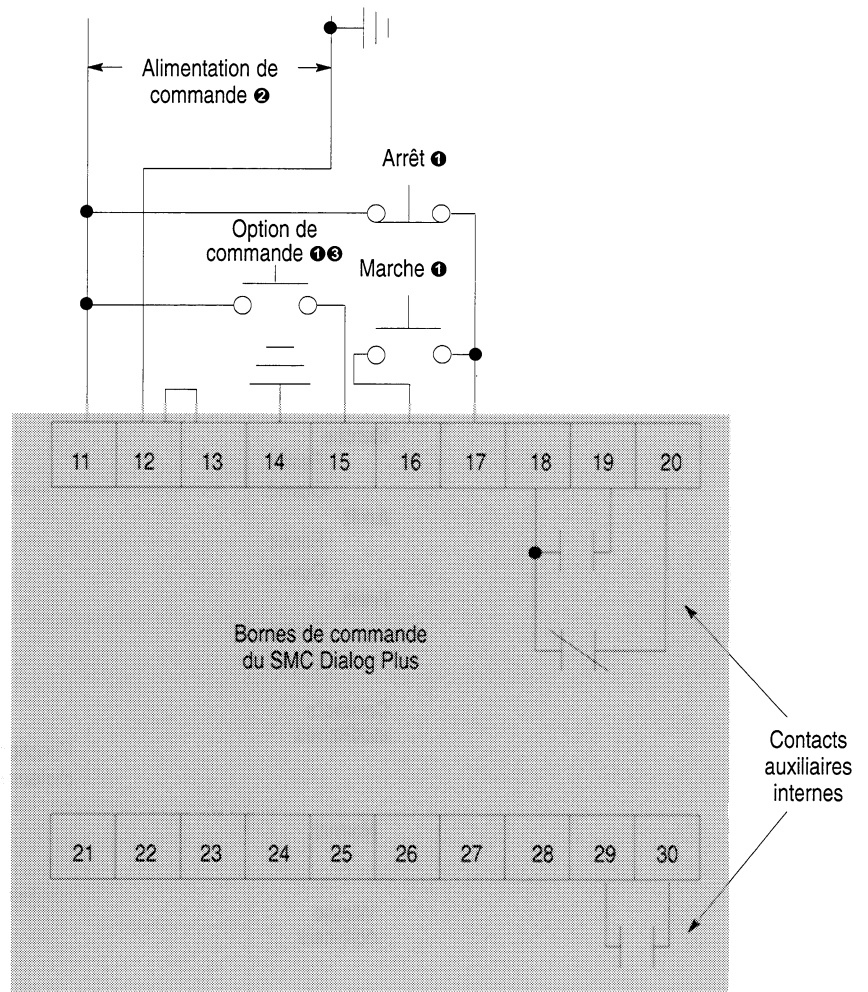 Alimentation de
commande ❷
Arrêt ❶
Option de
commande ❶❸
Marche ❶
11 12 13 14 15 16 17 18 19 20
Bornes de commande
du SMC Dialog Plus
Contacts
auxiliaires
internes
21 22 23 24 25 26 27 28 29 30